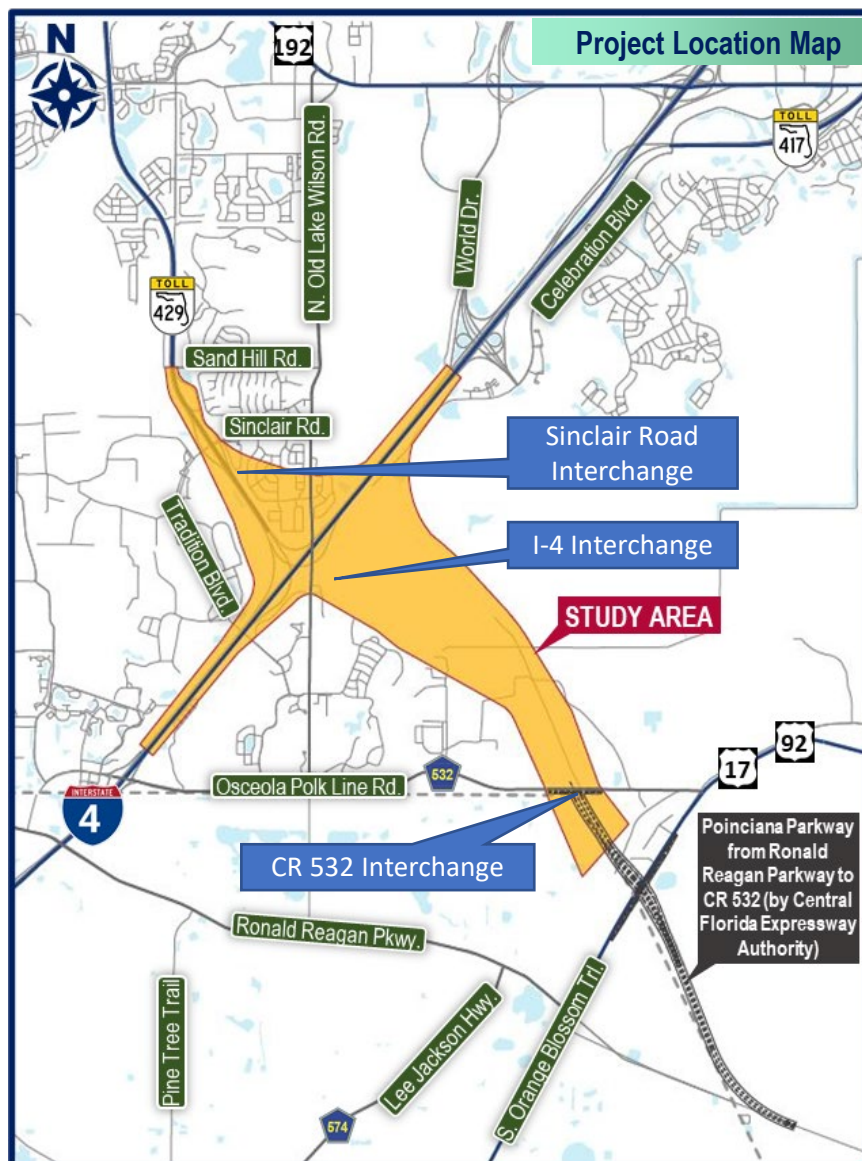 Project Location Map
N
192
TOLL
417
N. Old Lake Wilson Rd.
World Dr.
Celebration Blvd.
TOLL
429
Sand Hill Rd.
Sinclair Rd.
Sinclair Road
Interchange
Tradition Blvd.
I-4 Interchange
STUDY AREA
92
17
532
Osceola Polk Line Rd.
INTERSTATE
4
CR 532 Interchange
Poinciana Parkway
from Ronald
Reagan Parkway to
CR 532 (by Central
Florida Expressway
Authority)
Ronald Reagan Pkwy.
Pine Tree Trail
Lee Jackson Hwy.
S. Orange Blossom Trl.
574